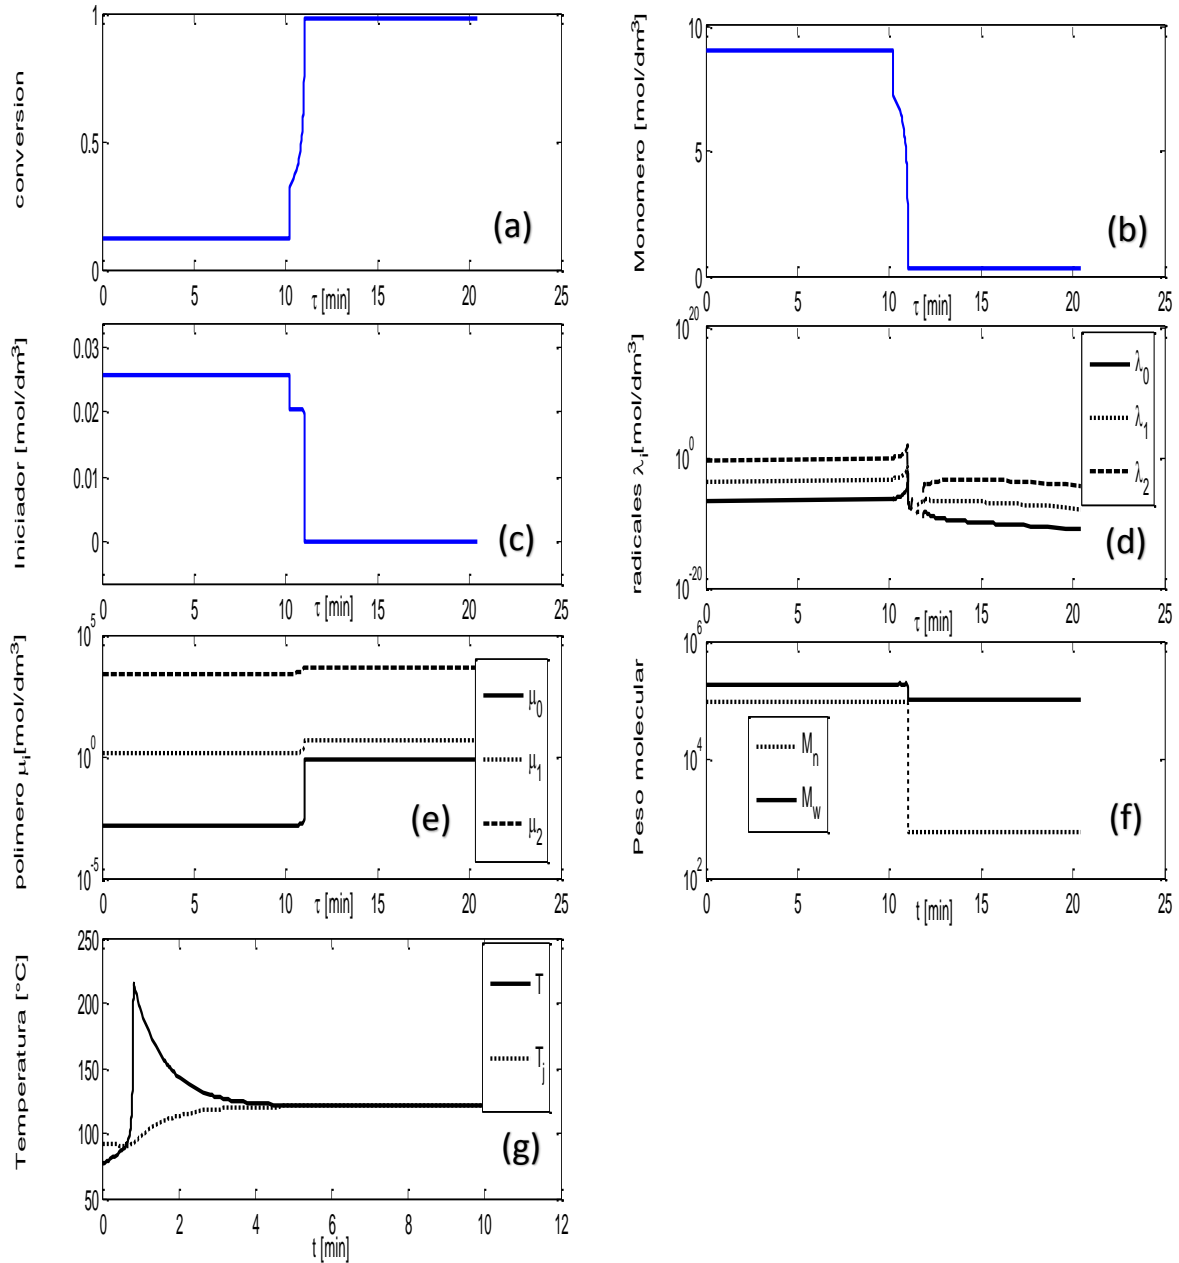 conversion
1
0.5
0
0 5 10 15 20 25
τ [min]
(a)
Monomero [mol/dm³]
10
5
0
0 5 10 15 20 25
τ [min]
(b)
Iniciador [mol/dm³]
0.03
0.02
0.01
0
0 5 10 15 20 25
τ [min]
(c)
radicales λi[mol/dm³]
10^20
10^0
10^-20
0 5 10 15 20 25
τ [min]
λ0
λ1
λ2
(d)
polimero μi[mol/dm³]
10^5
10^0
10^-5
0 5 10 15 20 25
τ [min]
μ0
μ1
μ2
(e)
Peso molecular
10^6
10^4
10^2
0 5 10 15 20 25
t [min]
Mn
Mw
(f)
Temperatura [°C]
250
200
150
100
50
0 2 4 6 8 10 12
t [min]
T
Tj
(g)